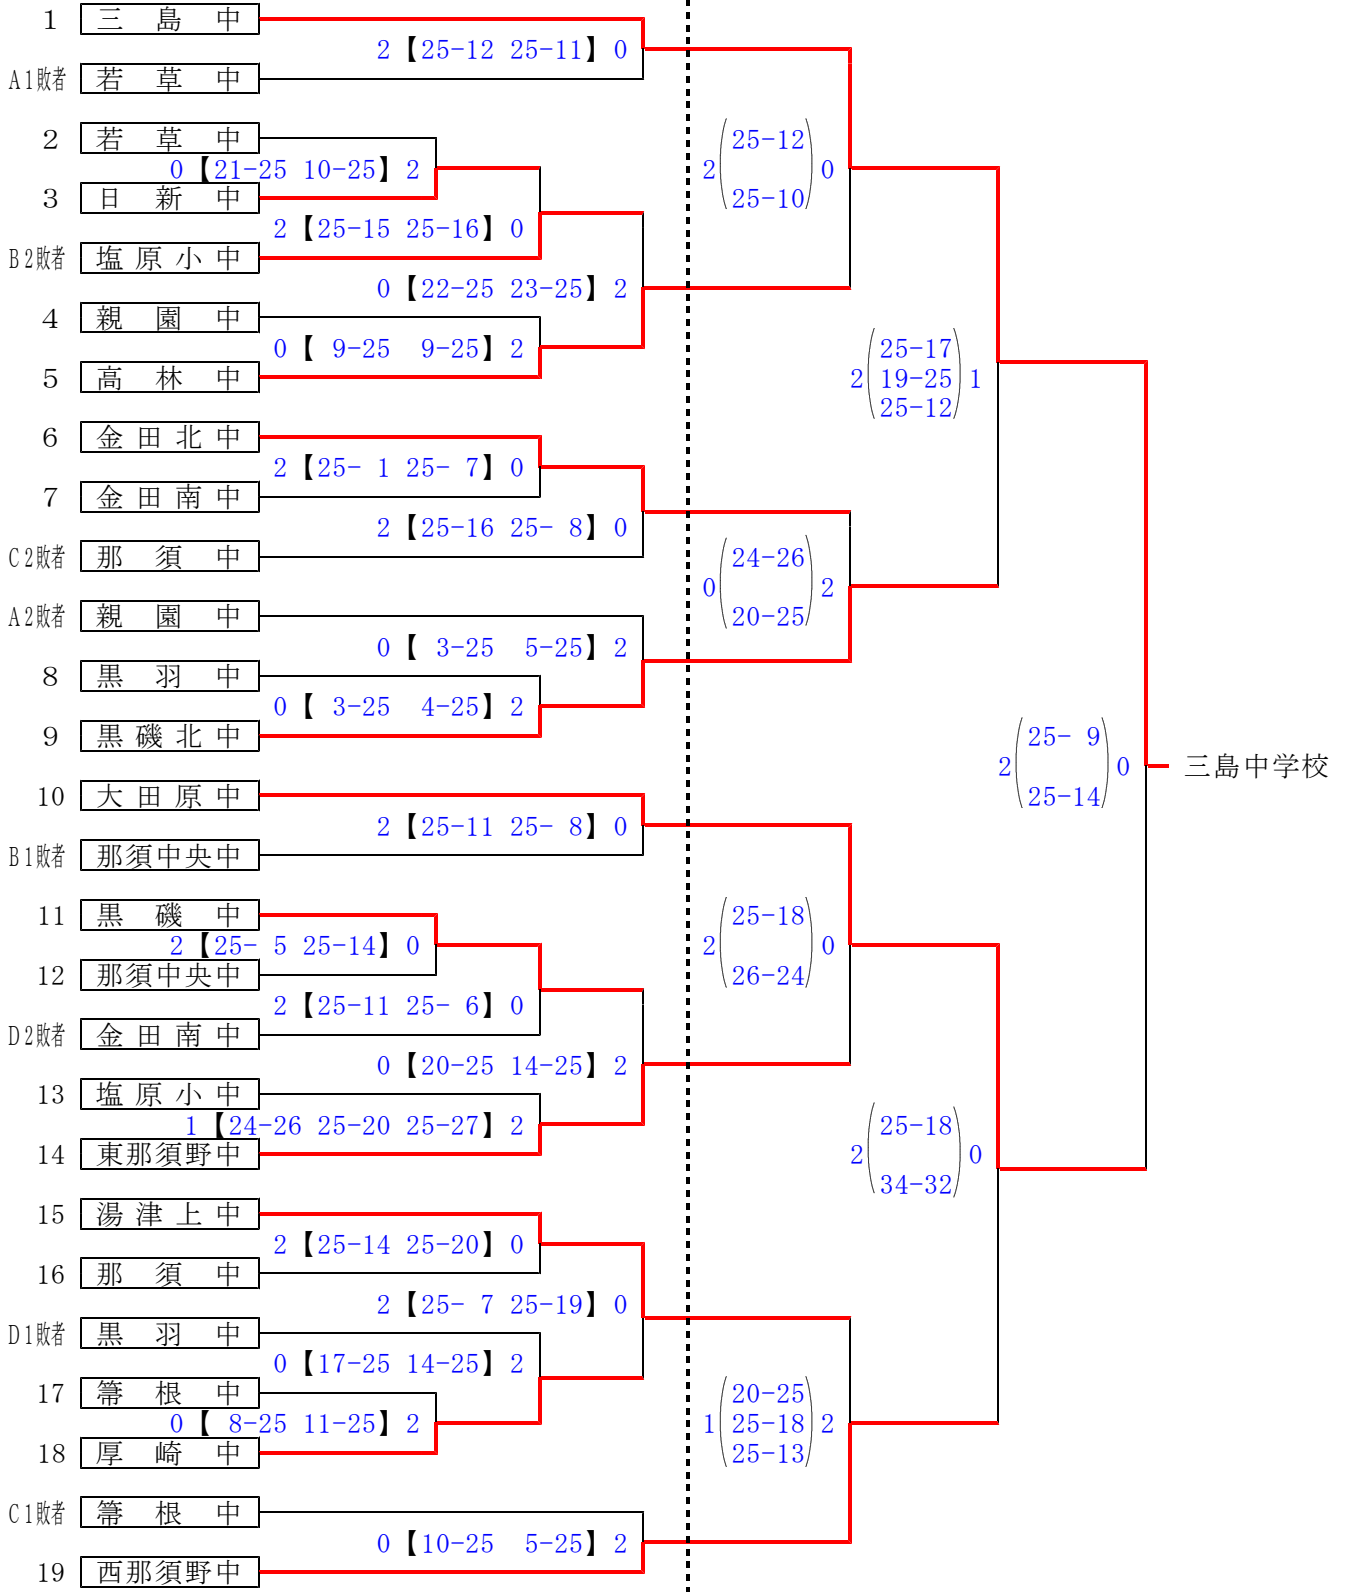 1 三島中
2【25-12 25-11】0
A1敗者 若草中
2 若草中
0【21-25 10-25】2
3 日新中
2【25-15 25-16】0
B2敗者 塩原小中
0【22-25 23-25】2
4 親園中
0【 9-25  9-25】2
5 高林中
6 金田北中
2【25- 1 25- 7】0
7 金田南中
2【25-16 25- 8】0
C2敗者 那須中
A2敗者 親園中
0【 3-25  5-25】2
8 黒羽中
0【 3-25  4-25】2
9 黒磯北中
10 大田原中
2【25-11 25- 8】0
B1敗者 那須中央中
11 黒磯中
2【25- 5 25-14】0
12 那須中央中
2【25-11 25- 6】0
D2敗者 金田南中
0【20-25 14-25】2
13 塩原小中
1【24-26 25-20 25-27】2
14 東那須野中
15 湯津上中
2【25-14 25-20】0
16 那須中
2【25- 7 25-19】0
D1敗者 黒羽中
0【17-25 14-25】2
17 箒根中
0【 8-25 11-25】2
18 厚崎中
C1敗者 箒根中
0【10-25  5-25】2
19 西那須野中
25-12
2 0
25-10
24-26
0 2
20-25
25-18
2 0
26-24
20-25
1 25-18 2
25-13
25-17
2 19-25 1
25-12
25-18
2 0
34-32
25- 9
2 0
25-14
三島中学校